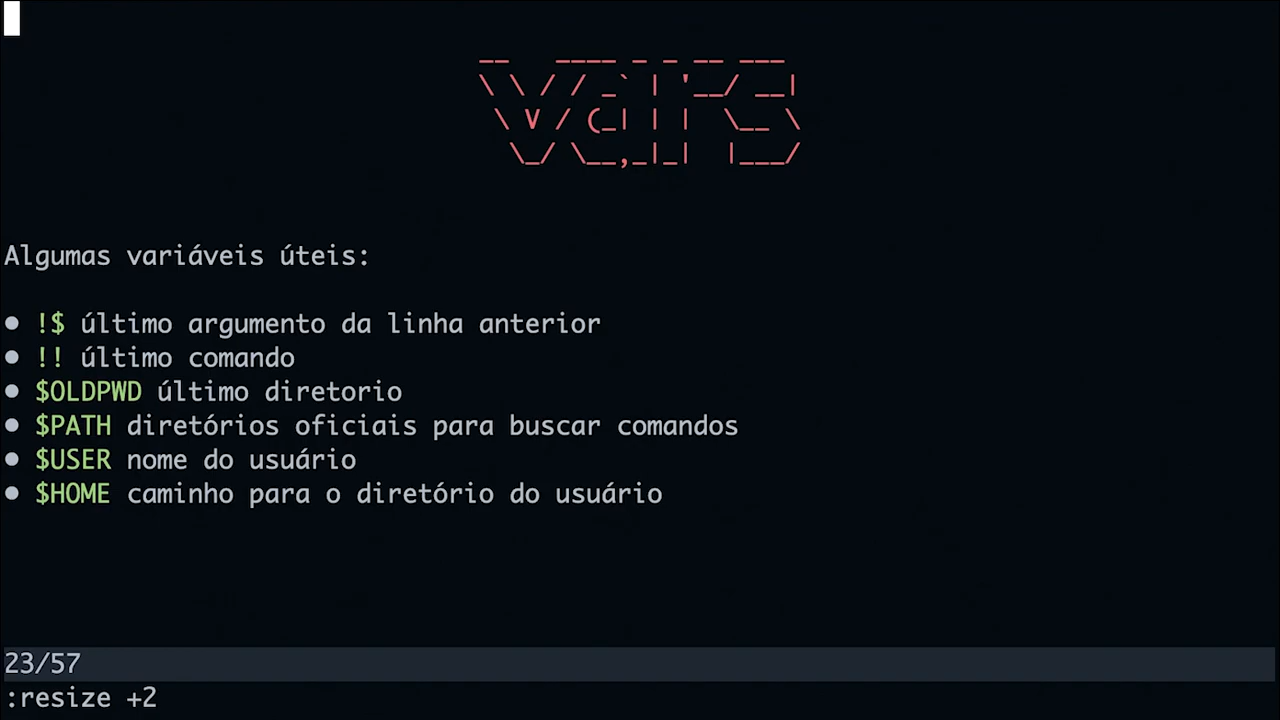 vars
Algumas variáveis úteis:
● !$ último argumento da linha anterior
● !! último comando
● $OLDPWD último diretorio
● $PATH diretórios oficiais para buscar comandos
● $USER nome do usuário
● $HOME caminho para o diretório do usuário
23/57
:resize +2